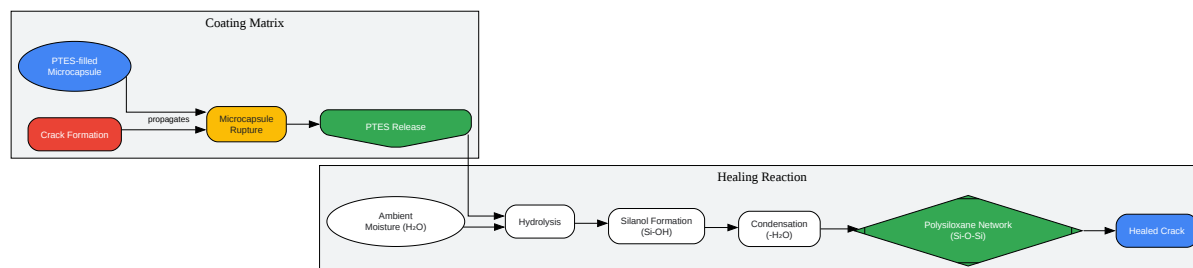 Coating Matrix
PTES-filled
Microcapsule
propagates
Crack Formation
Microcapsule
Rupture
PTES Release
Healing Reaction
Ambient
Moisture (H₂O)
Hydrolysis
Silanol Formation
(Si-OH)
Condensation
(-H₂O)
Polysiloxane Network
(Si-O-Si)
Healed Crack